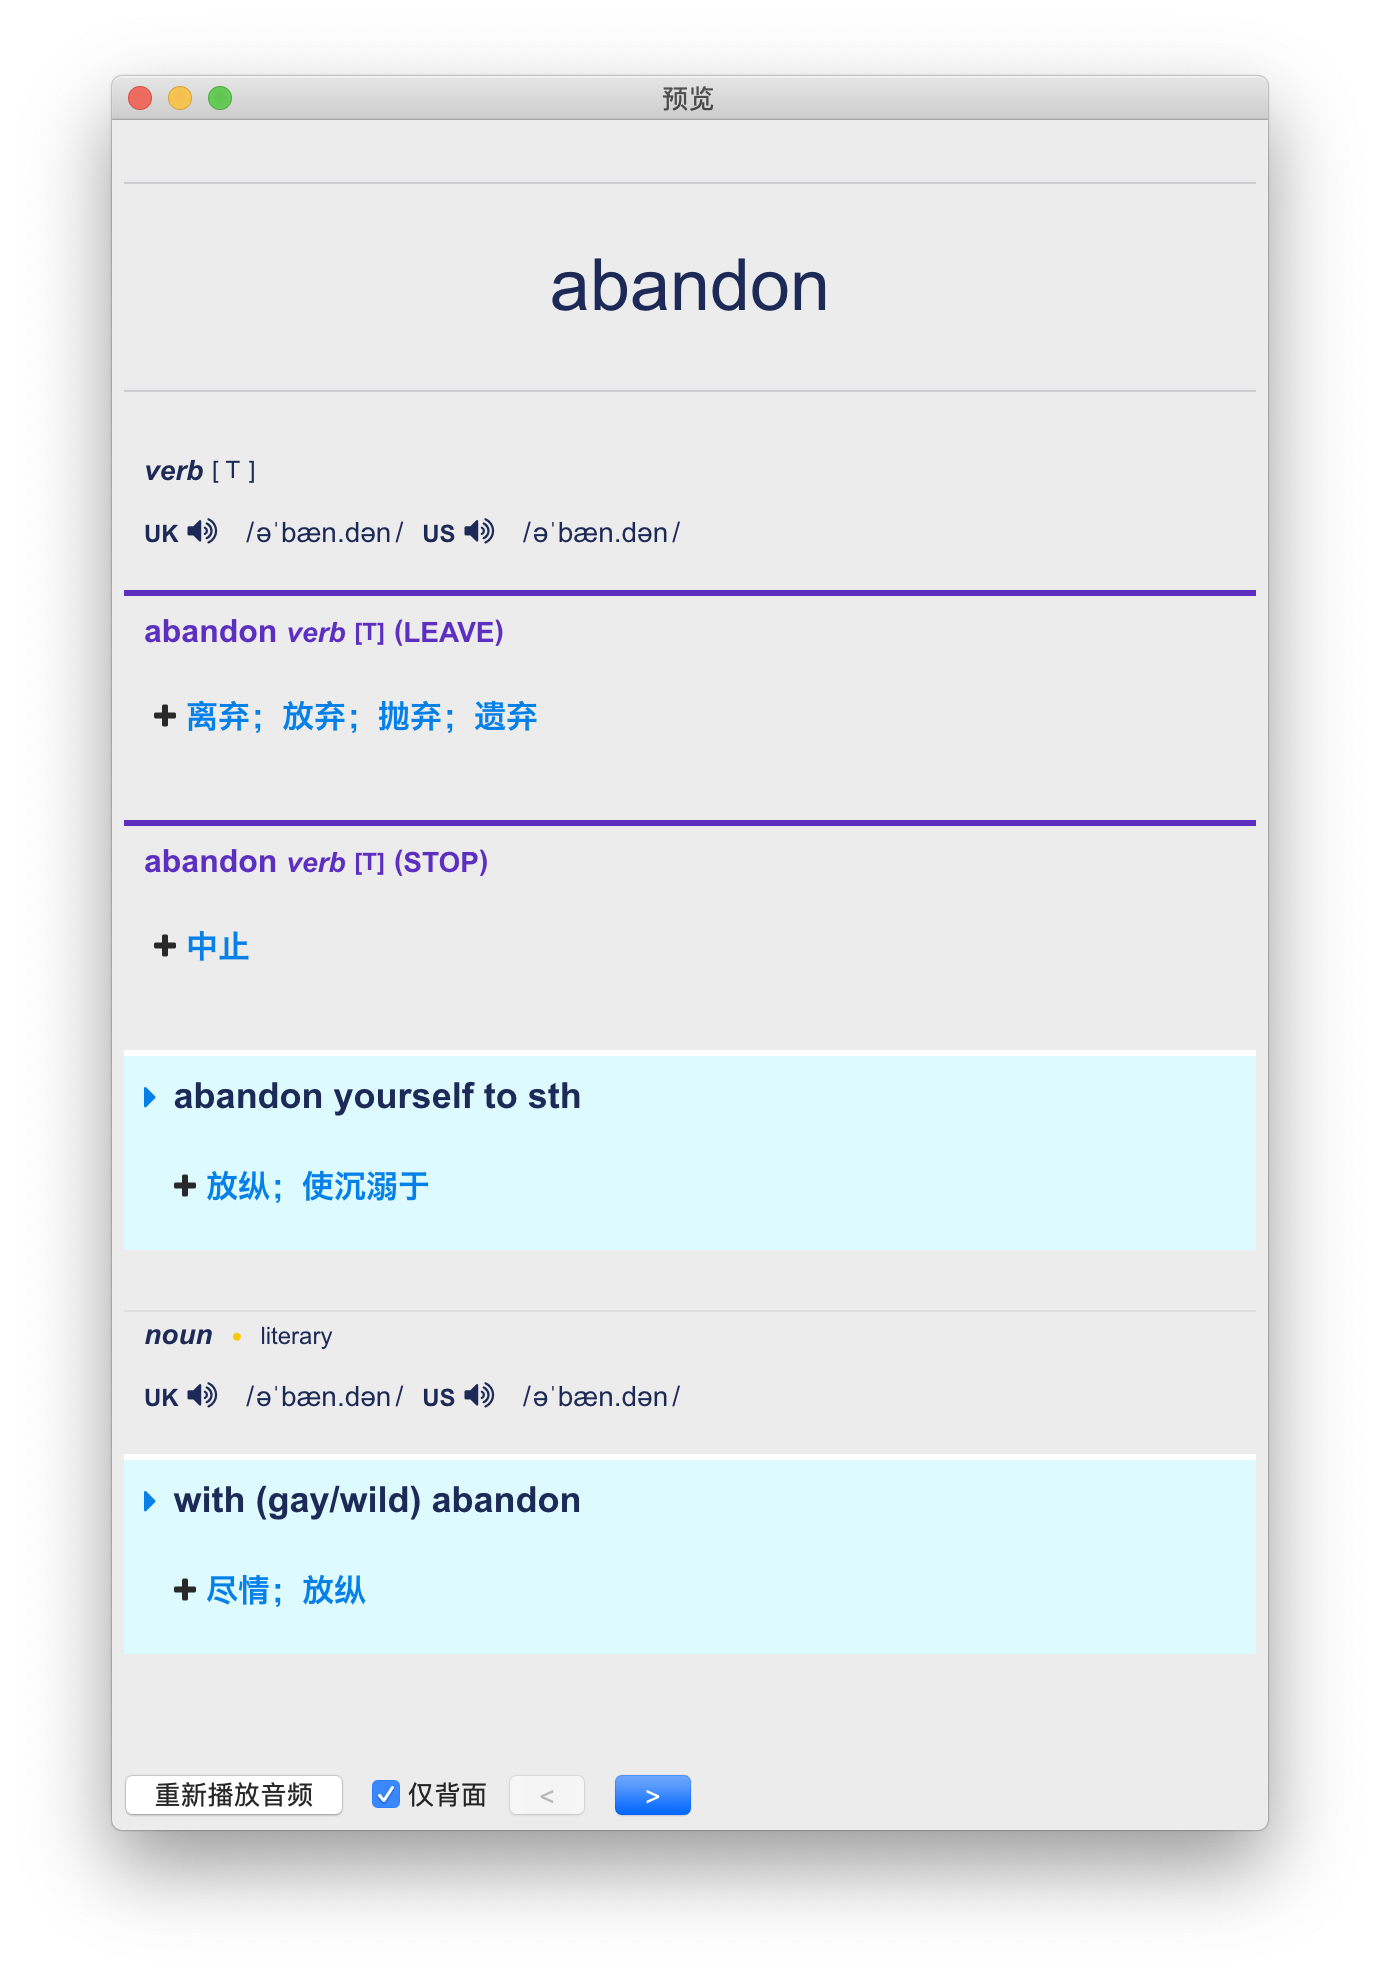 预览
abandon
verb [ T ]
UK /əˈbæn.dən/ US /əˈbæn.dən/
abandon verb [T] (LEAVE)
离弃；放弃；抛弃；遗弃
abandon verb [T] (STOP)
中止
abandon yourself to sth
放纵；使沉溺于
noun • literary
UK /əˈbæn.dən/ US /əˈbæn.dən/
with (gay/wild) abandon
尽情；放纵
重新播放音频 仅背面 < >